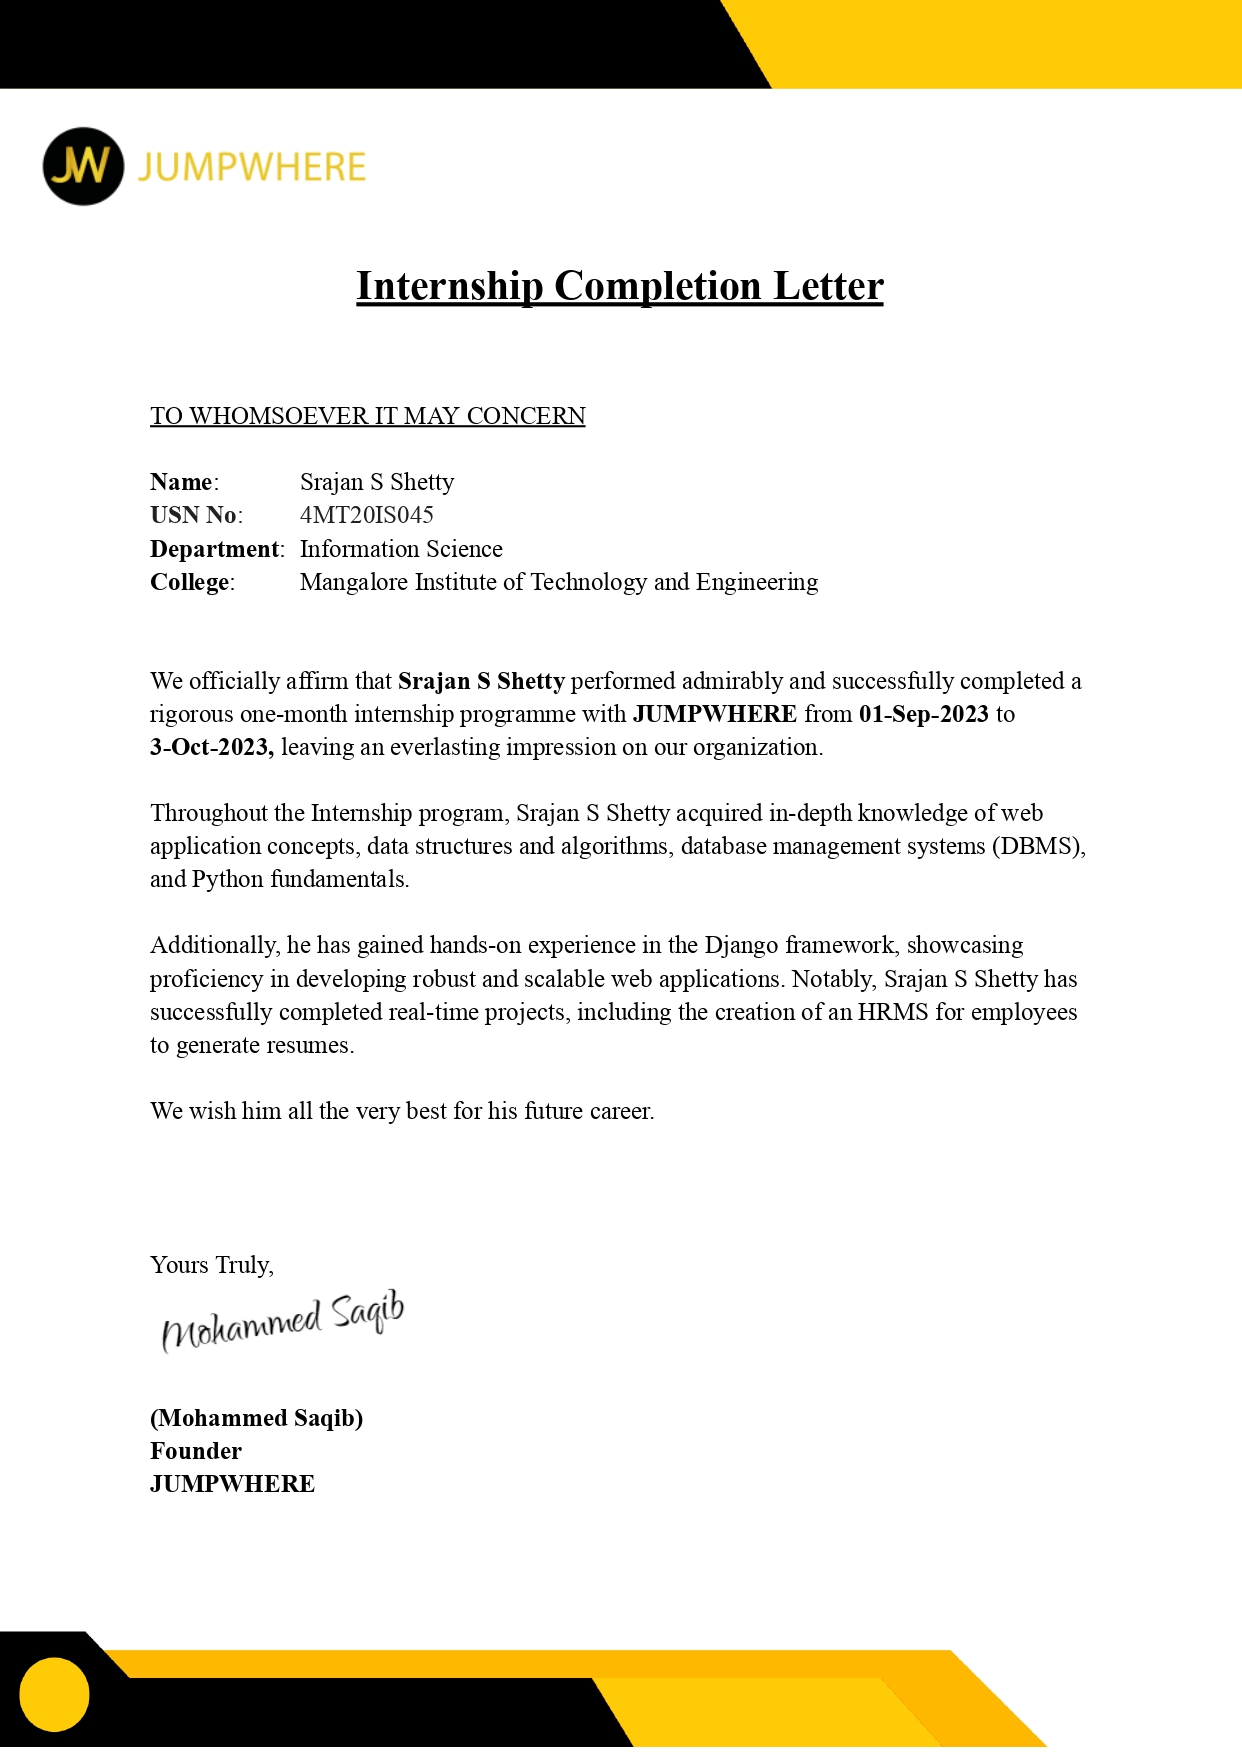 JW JUMPWHERE
Internship Completion Letter
TO WHOMSOEVER IT MAY CONCERN
Name: Srajan S Shetty
USN No: 4MT20IS045
Department: Information Science
College: Mangalore Institute of Technology and Engineering
We officially affirm that Srajan S Shetty performed admirably and successfully completed a
rigorous one-month internship programme with JUMPWHERE from 01-Sep-2023 to
3-Oct-2023, leaving an everlasting impression on our organization.
Throughout the Internship program, Srajan S Shetty acquired in-depth knowledge of web
application concepts, data structures and algorithms, database management systems (DBMS),
and Python fundamentals.
Additionally, he has gained hands-on experience in the Django framework, showcasing
proficiency in developing robust and scalable web applications. Notably, Srajan S Shetty has
successfully completed real-time projects, including the creation of an HRMS for employees
to generate resumes.
We wish him all the very best for his future career.
Yours Truly,
Mohammed Saqib
(Mohammed Saqib)
Founder
JUMPWHERE